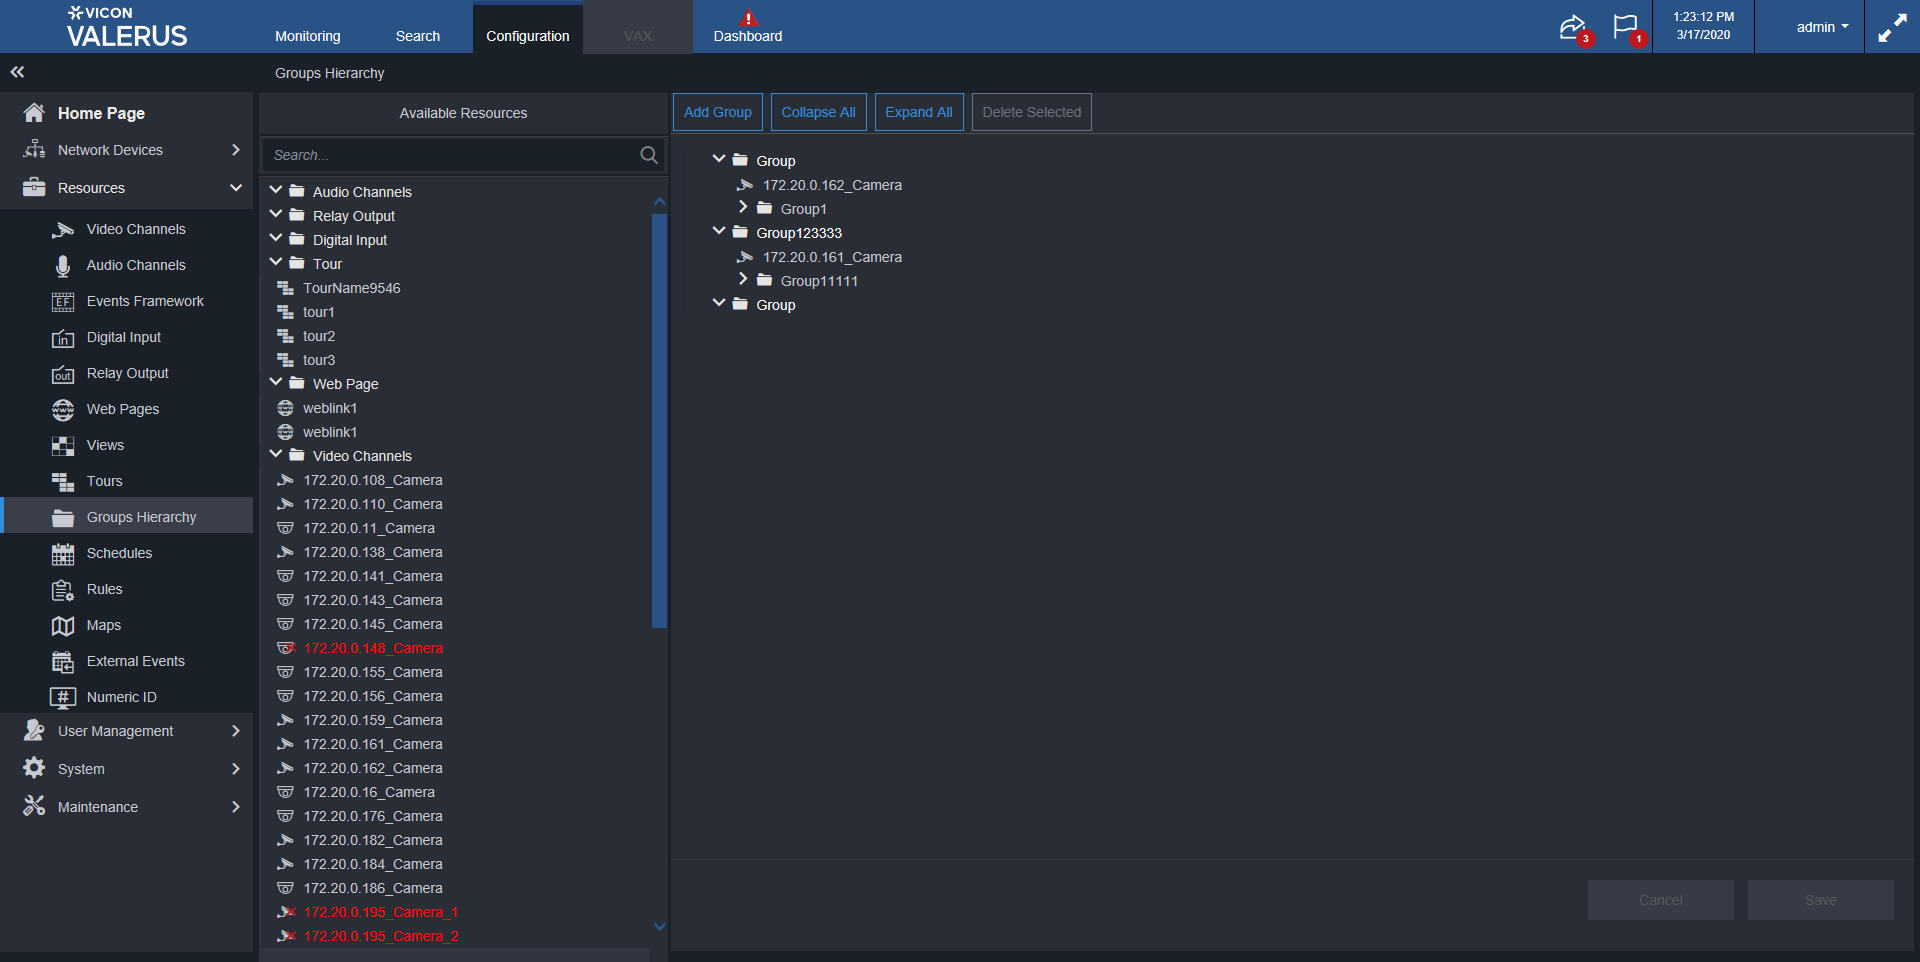 VICON
VALERUS
Monitoring
Search
Configuration
VAX
Dashboard
3
1
1:23:12 PM
3/17/2020
admin
Groups Hierarchy
Home Page
Network Devices
Resources
Video Channels
Audio Channels
EF
Events Framework
in
Digital Input
out
Relay Output
www
Web Pages
Views
Tours
Groups Hierarchy
Schedules
Rules
Maps
External Events
#
Numeric ID
User Management
System
Maintenance
Available Resources
Search...
Audio Channels
Relay Output
Digital Input
Tour
TourName9546
tour1
tour2
tour3
Web Page
weblink1
weblink1
Video Channels
172.20.0.108_Camera
172.20.0.110_Camera
172.20.0.11_Camera
172.20.0.138_Camera
172.20.0.141_Camera
172.20.0.143_Camera
172.20.0.145_Camera
172.20.0.148_Camera
172.20.0.155_Camera
172.20.0.156_Camera
172.20.0.159_Camera
172.20.0.161_Camera
172.20.0.162_Camera
172.20.0.16_Camera
172.20.0.176_Camera
172.20.0.182_Camera
172.20.0.184_Camera
172.20.0.186_Camera
172.20.0.195_Camera_1
172.20.0.195_Camera_2
Add Group
Collapse All
Expand All
Delete Selected
Group
172.20.0.162_Camera
Group1
Group123333
172.20.0.161_Camera
Group11111
Group
Cancel
Save